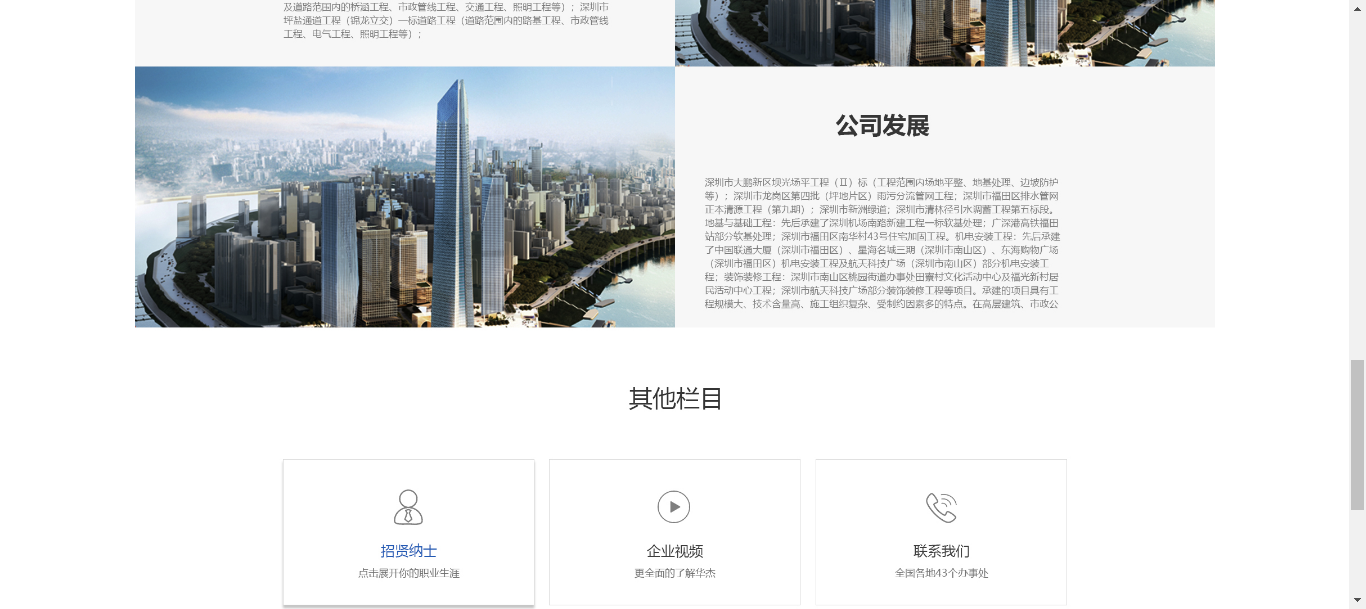 及道路范围内的桥涵工程、市政管线工程、交通工程、照明工程等）；深圳市
坪盐通道工程（锦龙立交）一标道路工程（道路范围内的路基工程、市政管线
工程、电气工程、照明工程等）；
公司发展
深圳市大鹏新区坝光场平工程（Ⅱ）标（工程范围内场地平整、地基处理、边坡防护
等）；深圳市龙岗区第四批（坪地片区）雨污分流管网工程；深圳市福田区排水管网
正本清源工程（第九期）；深圳市新洲绿道；深圳市清林径引水调蓄工程第五标段。
地基与基础工程：先后承建了深圳机场南路新建工程一标软基处理；广深港高铁福田
站部分软基处理；深圳市福田区南华村43号住宅加固工程。机电安装工程：先后承建
了中国联通大厦（深圳市福田区）、星海名城三期（深圳市南山区）、东海购物广场
（深圳市福田区）机电安装工程及航天科技广场（深圳市南山区）部分机电安装工
程；装饰装修工程：深圳市南山区桃园街道办事处田寮村文化活动中心及福光新村居
民活动中心工程；深圳市航天科技广场部分装饰装修工程等项目。承建的项目具有工
程规模大、技术含量高、施工组织复杂、受制约因素多的特点。在高层建筑、市政公
其他栏目
招贤纳士
点击展开你的职业生涯
企业视频
更全面的了解华杰
联系我们
全国各地43个办事处